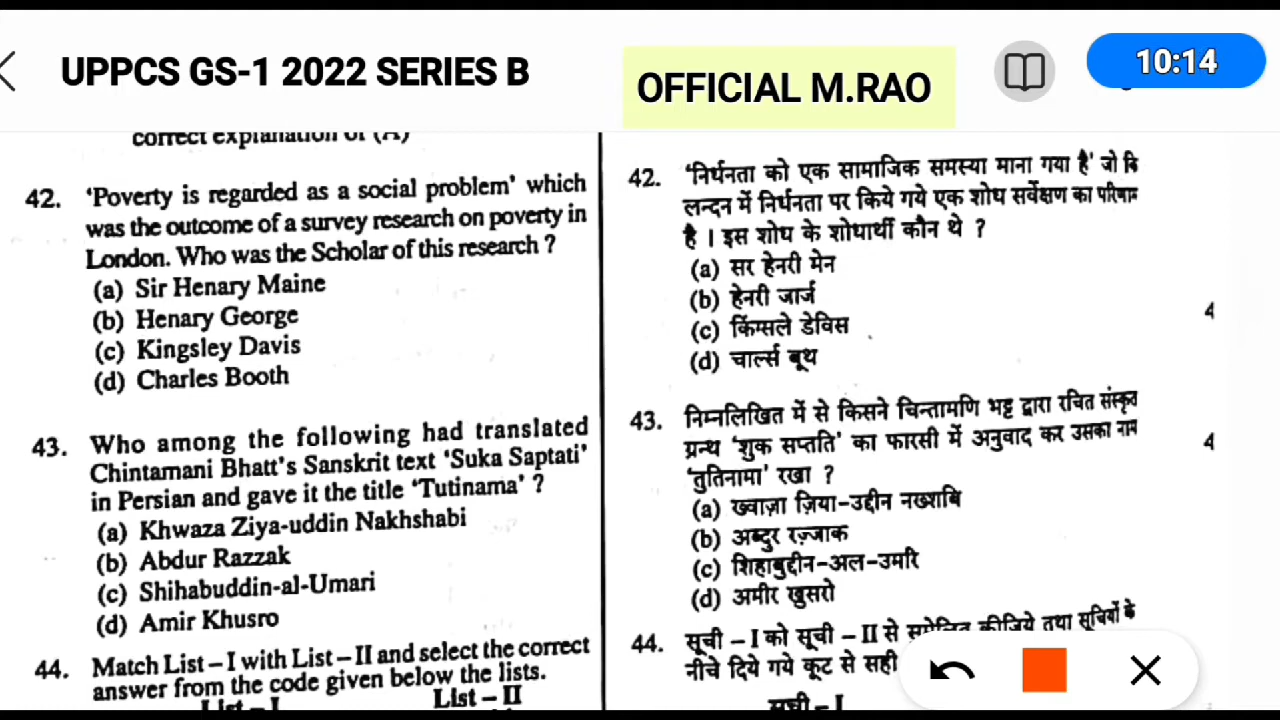 UPPCS GS-1 2022 SERIES B
OFFICIAL M.RAO
10:14
correct explanation of (A)
42. 'Poverty is regarded as a social problem' which
was the outcome of a survey research on poverty in
London. Who was the Scholar of this research ?
(a) Sir Henary Maine
(b) Henary George
(c) Kingsley Davis
(d) Charles Booth
43. Who among the following had translated
Chintamani Bhatt's Sanskrit text 'Suka Saptati'
in Persian and gave it the title 'Tutinama' ?
(a) Khwaza Ziya-uddin Nakhshabi
(b) Abdur Razzak
(c) Shihabuddin-al-Umari
(d) Amir Khusro
44. Match List – I with List – II and select the correct
answer from the code given below the lists.
List – I List – II
42. 'निर्धनता को एक सामाजिक समस्या माना गया है' जो कि
लन्दन में निर्धनता पर किये गये एक शोध सर्वेक्षण का परिणाम
है । इस शोध के शोधार्थी कौन थे ?
(a) सर हेनरी मेन
(b) हेनरी जार्ज
(c) किंग्सले डेविस
(d) चार्ल्स बूथ
43. निम्नलिखित में से किसने चिन्तामणि भट्ट द्वारा रचित संस्कृत
ग्रन्थ 'शुक सप्तति' का फारसी में अनुवाद कर उसका नाम
'तुतिनामा' रखा ?
(a) ख्वाज़ा ज़िया-उद्दीन नख्शाबि
(b) अब्दुर रज़्ज़ाक
(c) शिहाबुद्दीन-अल-उमरि
(d) अमीर खुसरो
44. सूची – I को सूची – II से सुमेलित कीजिये तथा सूचियों के
नीचे दिये गये कूट से सही
सूची – I
4
4